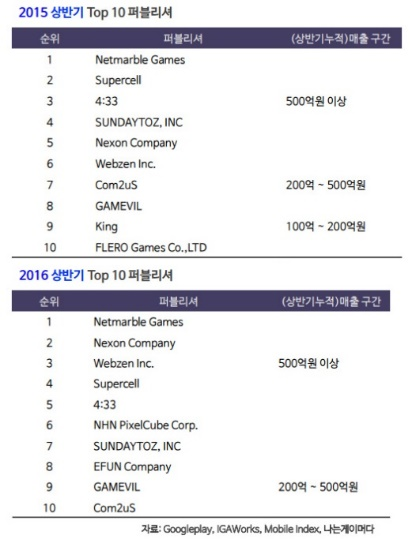 2015 상반기 Top 10 퍼블리셔
순위 퍼블리셔 (상반기누적)매출 구간
1 Netmarble Games
2 Supercell
3 4:33 500억원 이상
4 SUNDAYTOZ, INC
5 Nexon Company
6 Webzen Inc.
7 Com2uS 200억 ~ 500억원
8 GAMEVIL
9 King 100억 ~ 200억원
10 FLERO Games Co.,LTD
2016 상반기 Top 10 퍼블리셔
순위 퍼블리셔 (상반기누적)매출 구간
1 Netmarble Games
2 Nexon Company
3 Webzen Inc. 500억원 이상
4 Supercell
5 4:33
6 NHN PixelCube Corp.
7 SUNDAYTOZ, INC
8 EFUN Company
9 GAMEVIL 200억 ~ 500억원
10 Com2uS
자료: Googleplay, IGAWorks, Mobile Index, 나는게이머다